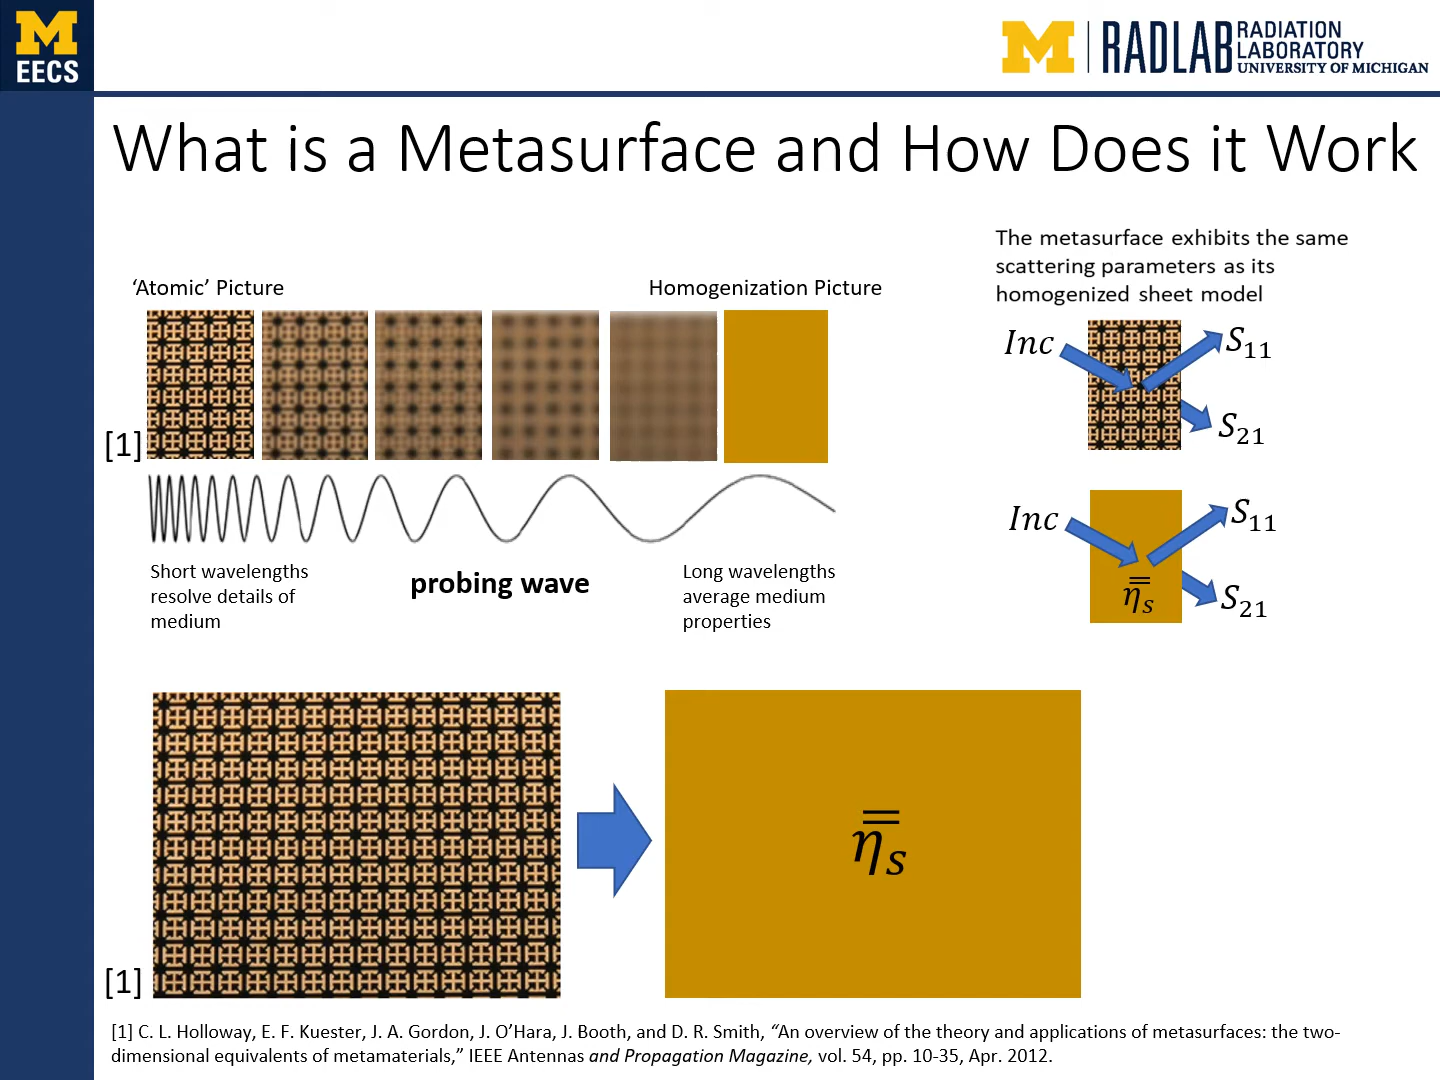 M
EECS
M RADLAB RADIATION
LABORATORY
UNIVERSITY OF MICHIGAN
What is a Metasurface and How Does it Work
‘Atomic’ Picture
Homogenization Picture
[1]
Short wavelengths
resolve details of
medium
probing wave
Long wavelengths
average medium
properties
The metasurface exhibits the same
scattering parameters as its
homogenized sheet model
Inc
S₁₁
S₂₁
Inc
S₁₁
η̿ₛ
S₂₁
[1]
η̿ₛ
[1] C. L. Holloway, E. F. Kuester, J. A. Gordon, J. O’Hara, J. Booth, and D. R. Smith, “An overview of the theory and applications of metasurfaces: the two-
dimensional equivalents of metamaterials,” IEEE Antennas and Propagation Magazine, vol. 54, pp. 10-35, Apr. 2012.